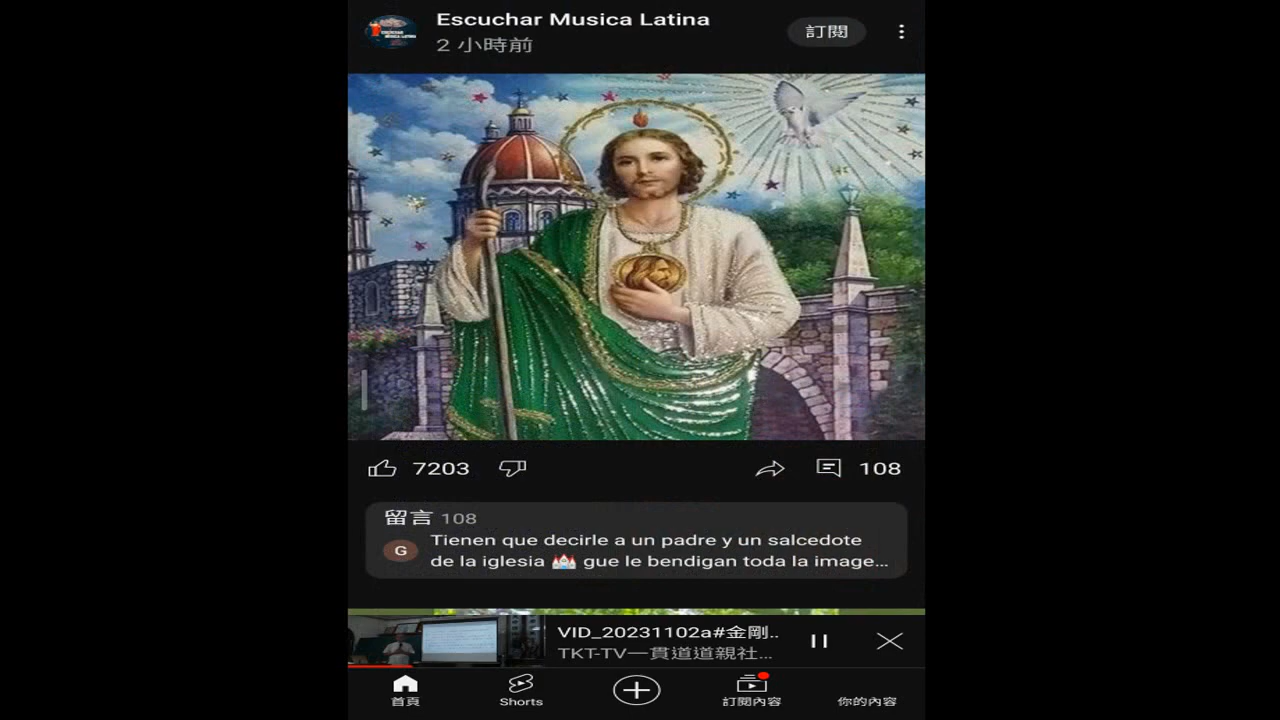 Escuchar Musica Latina
2 小時前
訂閱
7203
108
留言 108
G
Tienen que decirle a un padre y un salcedote
de la iglesia gue le bendigan toda la image...
VID_20231102a#金剛..
TKT-TV一貫道道親社...
首頁
Shorts
訂閱內容
你的內容